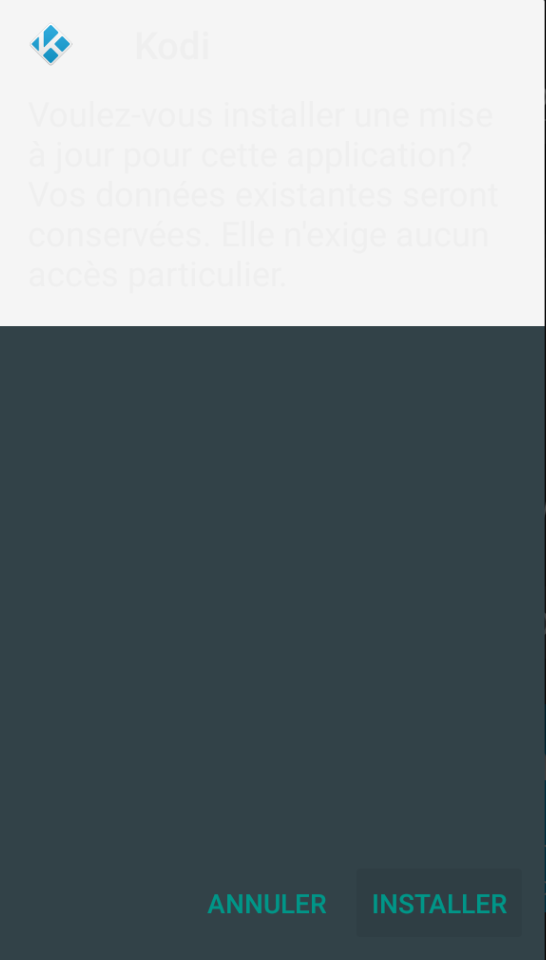 Kodi
Voulez-vous installer une mise
à jour pour cette application?
Vos données existantes seront
conservées. Elle n'exige aucun
accès particulier.
ANNULER INSTALLER